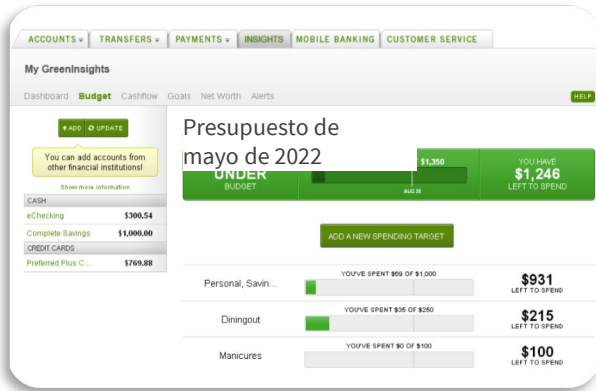 ACCOUNTS TRANSFERS PAYMENTS INSIGHTS MOBILE BANKING CUSTOMER SERVICE
My GreenInsights
Dashboard Budget Cashflow Goals Net Worth Alerts HELP
ADD UPDATE
You can add accounts from
other financial institutions!
Show more information
CASH
eChecking $300.54
Complete Savings $1,000.00
CREDIT CARDS
Preferred Plus C... $769.88
Presupuesto de
mayo de 2022
UNDER
BUDGET
$1,350
AUG 26
YOU HAVE
$1,246
LEFT TO SPEND
ADD A NEW SPENDING TARGET
Personal, Savin...
YOU'VE SPENT $69 OF $1,000
$931
LEFT TO SPEND
Diningout
YOU'VE SPENT $35 OF $250
$215
LEFT TO SPEND
Manicures
YOU'VE SPENT $0 OF $100
$100
LEFT TO SPEND